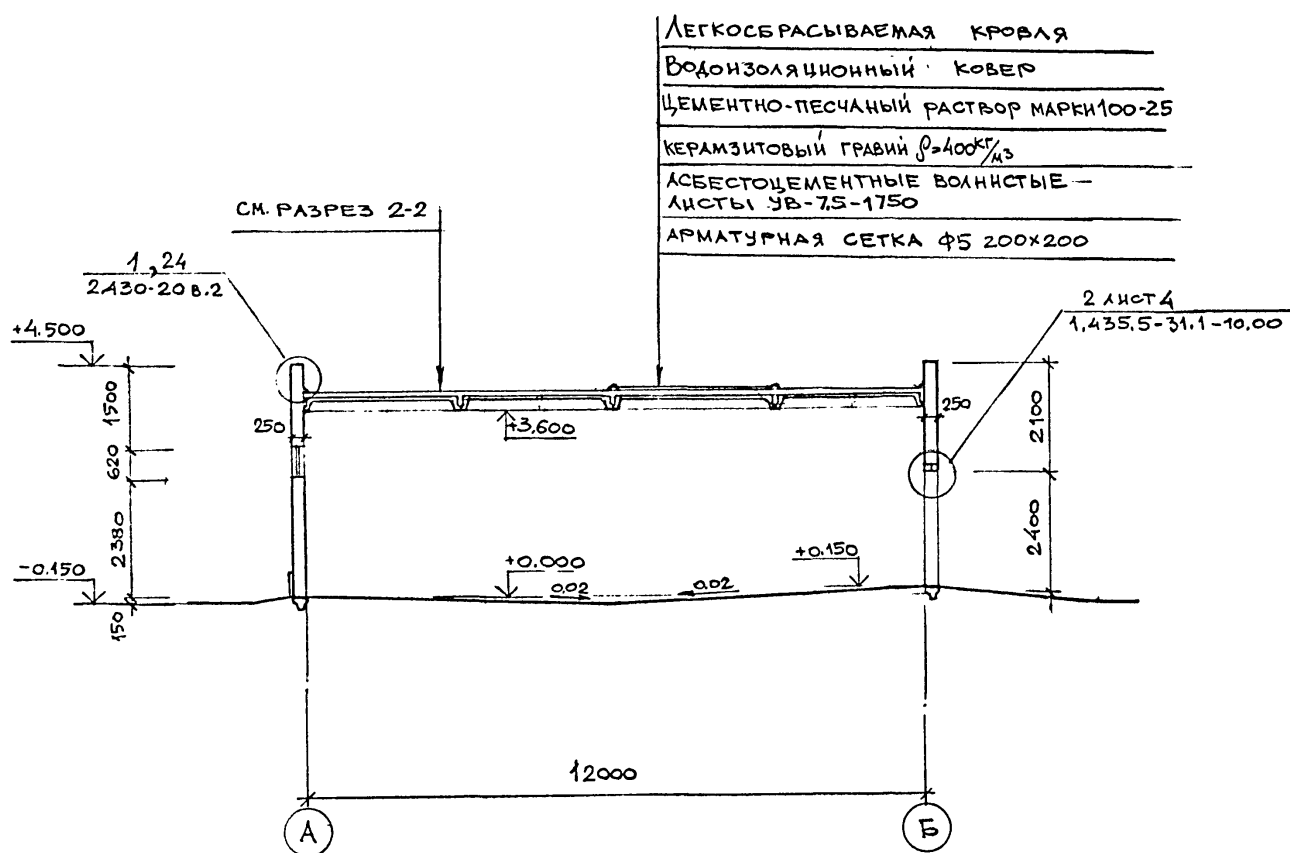 ЛЕГКОСБРАСЫВАЕМАЯ КРОВЛЯ
ВОДОИЗОЛЯЦИОННЫЙ КОВЕР
ЦЕМЕНТНО-ПЕСЧАНЫЙ РАСТВОР МАРКИ 100-25
КЕРАМЗИТОВЫЙ ГРАВИЙ ρ=400кг/м3
АСБЕСТОЦЕМЕНТНЫЕ ВОЛНИСТЫЕ —
ЛИСТЫ УВ-7,5-1750
АРМАТУРНАЯ СЕТКА Ф5 200×200
СМ. РАЗРЕЗ 2-2
1, 24
2.430-20 В.2
2 ЛИСТ 4
1.435.5-31.1-10.00
+4.500
1500
620
2380
-0.150
150
250
+3.600
250
2100
2400
+0.000
0.02
0.02
+0.150
12000
А
Б